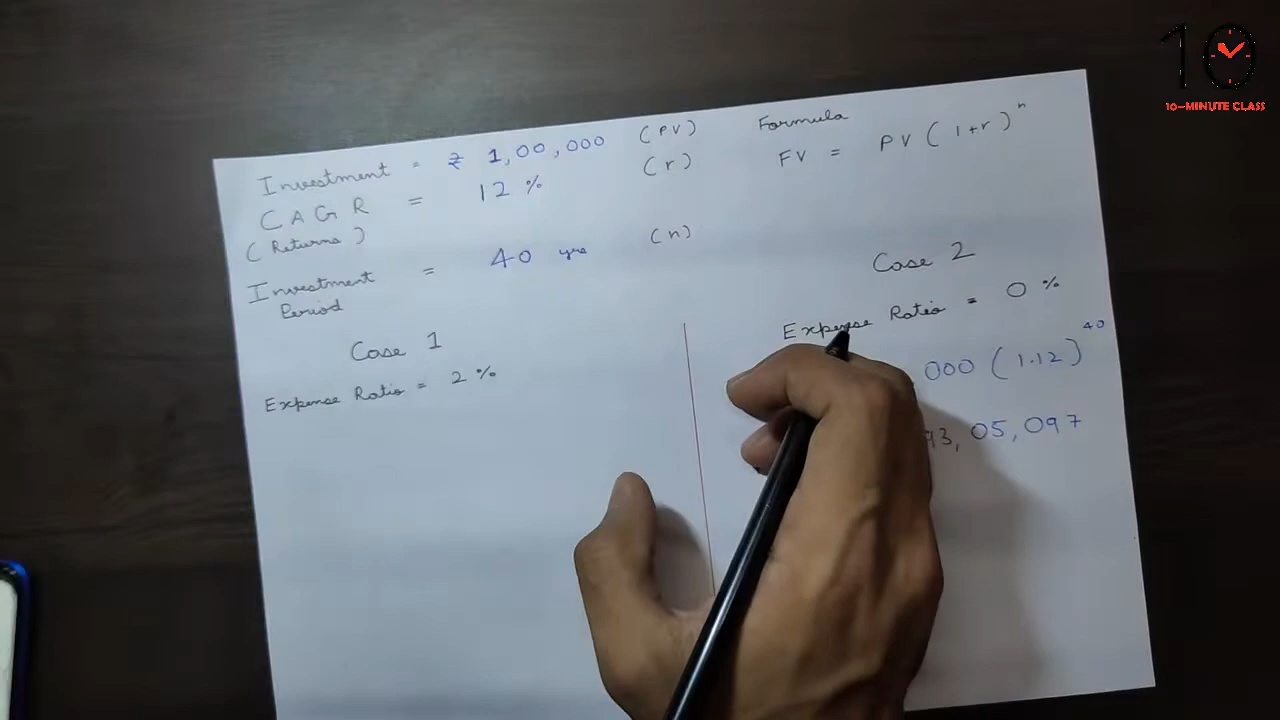 10
10-MINUTE CLASS
Investment = ₹ 1,00,000 (PV)
CAGR = 12% (r)
(Returns)
Investment = 40 yrs (n)
Period
Formula
FV = PV (1+r)^n
Case 1
Expense Ratio = 2%
Case 2
Expense Ratio = 0%
000 (1.12)^40
93,05,097